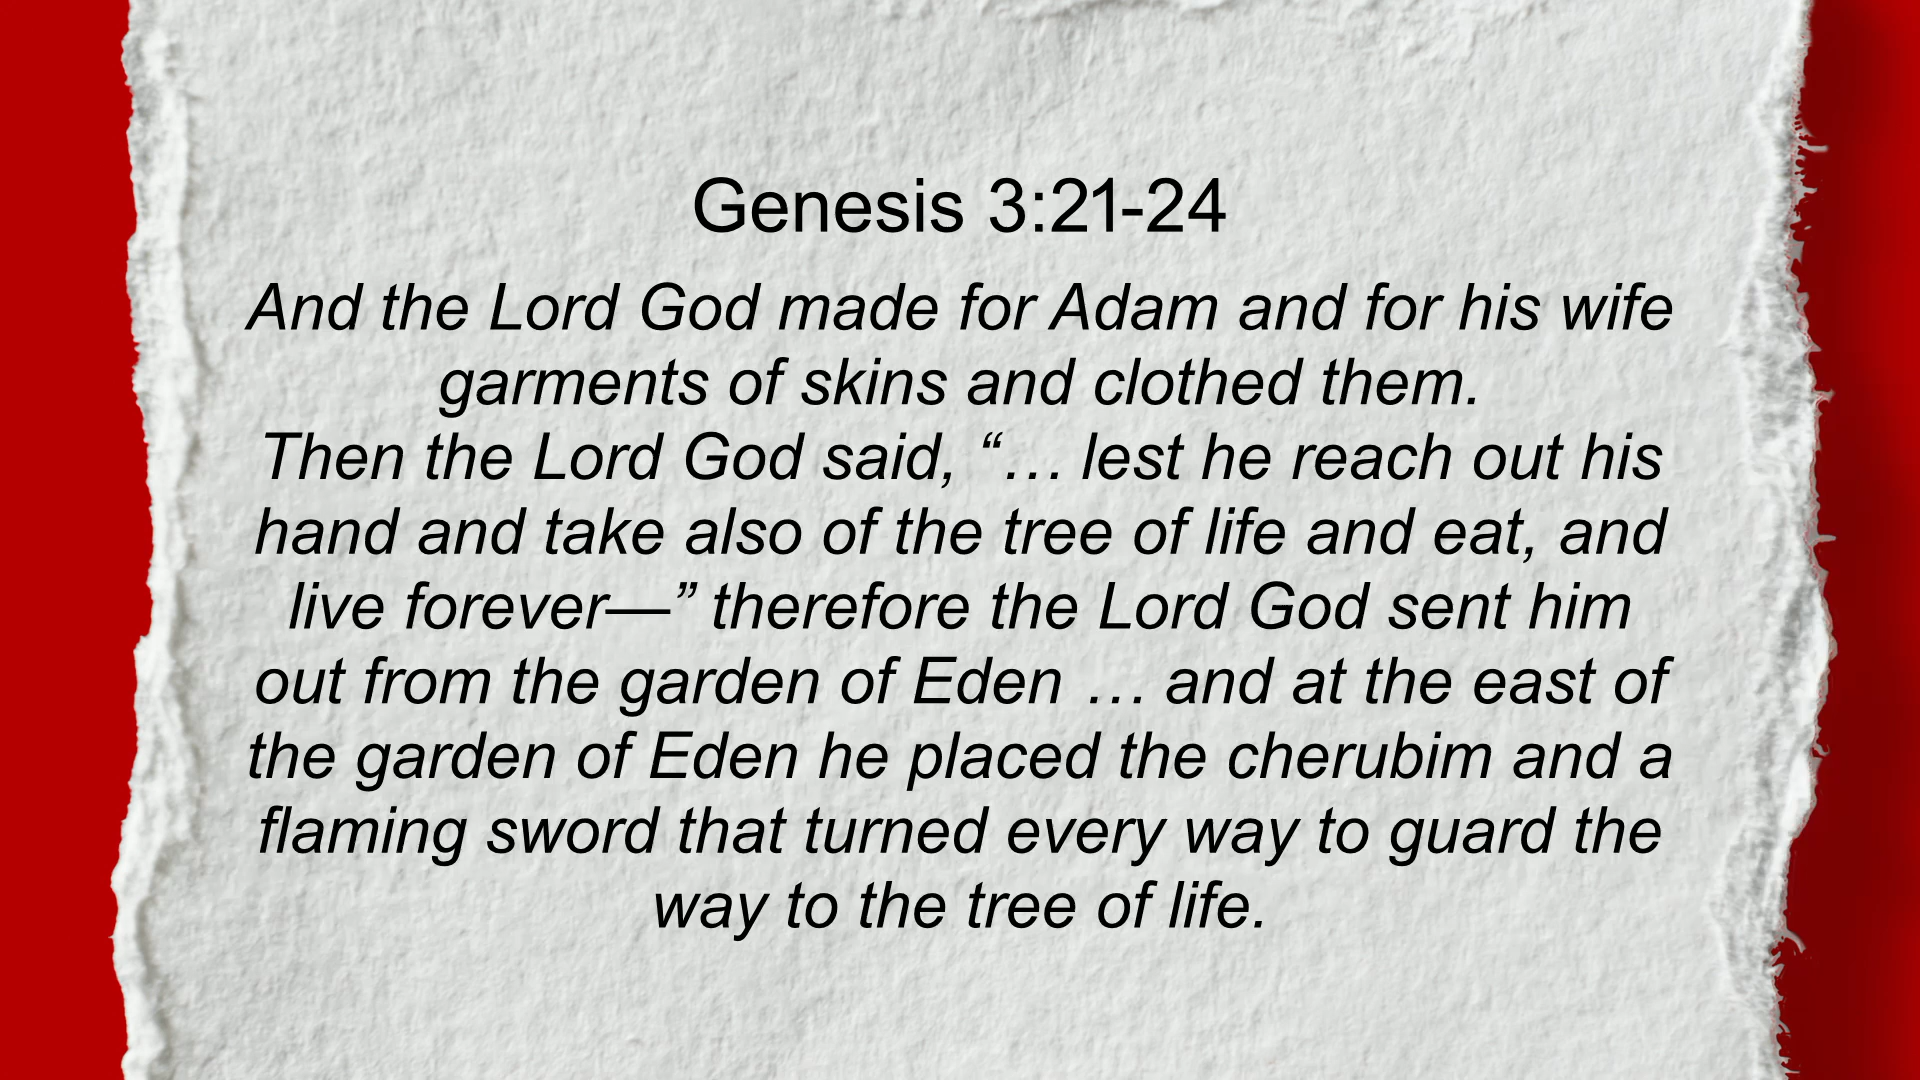 Genesis 3:21-24
And the Lord God made for Adam and for his wife
garments of skins and clothed them.
Then the Lord God said, “… lest he reach out his
hand and take also of the tree of life and eat, and
live forever—” therefore the Lord God sent him
out from the garden of Eden … and at the east of
the garden of Eden he placed the cherubim and a
flaming sword that turned every way to guard the
way to the tree of life.